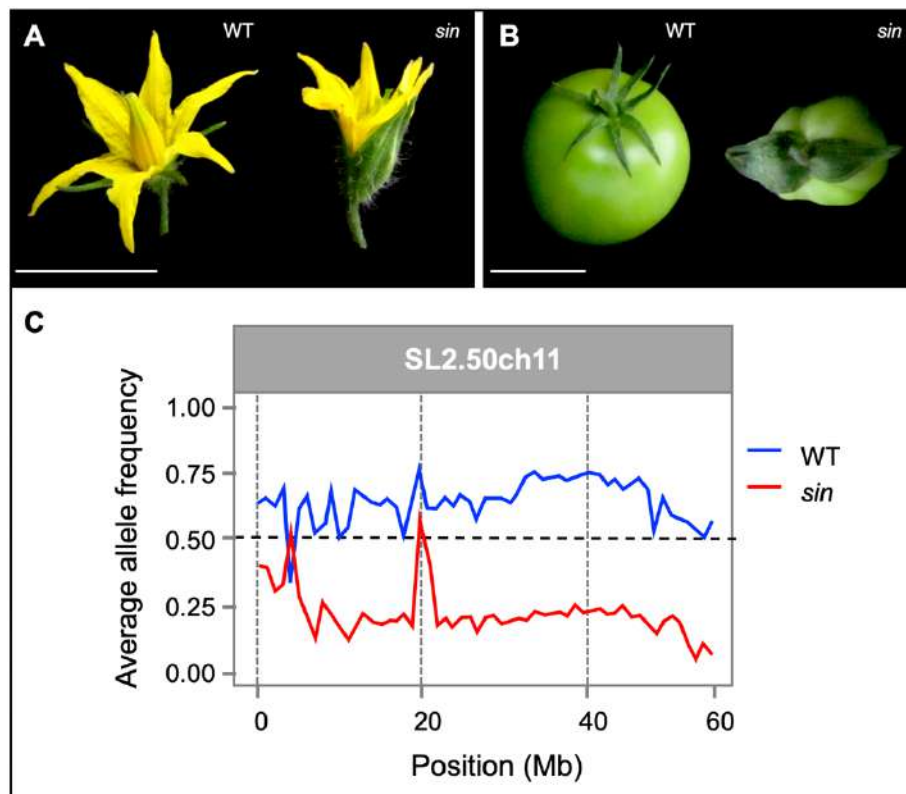 A WT sin
B WT sin
C
SL2.50ch11
Average allele frequency
1.00
0.75
0.50
0.25
0.00
0 20 40 60
Position (Mb)
WT
sin